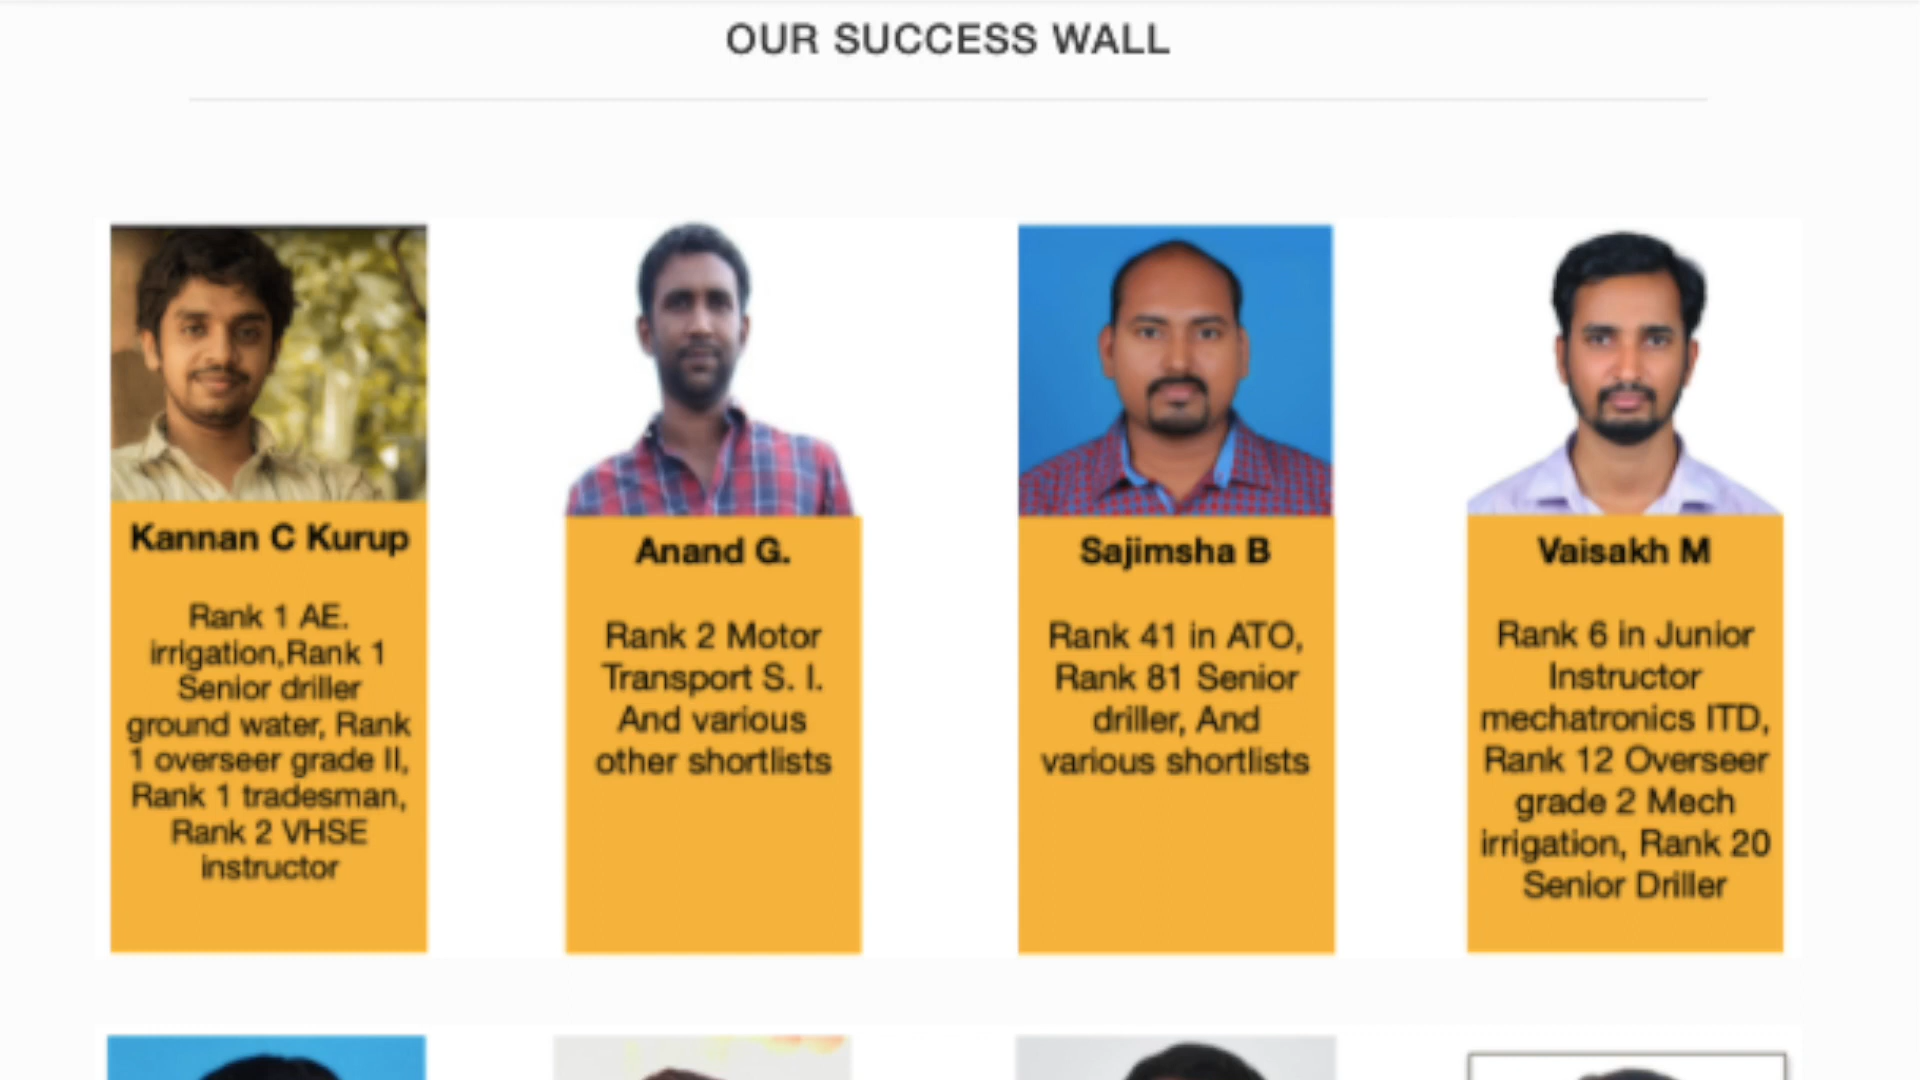 OUR SUCCESS WALL
Kannan C Kurup
Rank 1 AE.
irrigation,Rank 1
Senior driller
ground water, Rank
1 overseer grade II,
Rank 1 tradesman,
Rank 2 VHSE
instructor
Anand G.
Rank 2 Motor
Transport S. I.
And various
other shortlists
Sajimsha B
Rank 41 in ATO,
Rank 81 Senior
driller, And
various shortlists
Vaisakh M
Rank 6 in Junior
Instructor
mechatronics ITD,
Rank 12 Overseer
grade 2 Mech
irrigation, Rank 20
Senior Driller